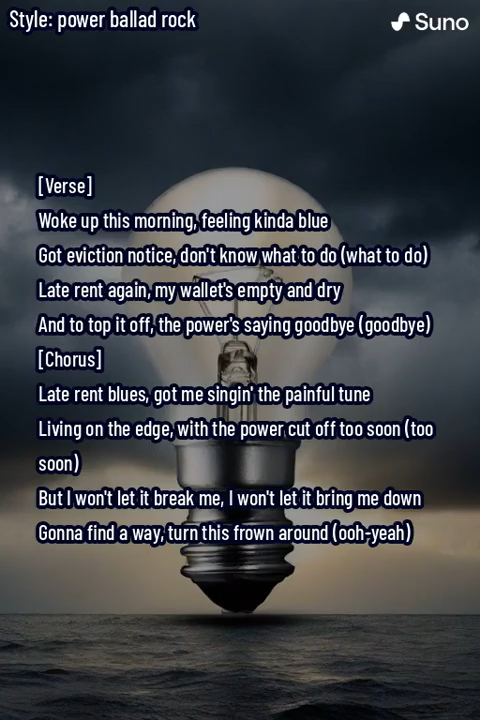 Style: power ballad rock
Suno
[Verse]
Woke up this morning, feeling kinda blue
Got eviction notice, don't know what to do (what to do)
Late rent again, my wallet's empty and dry
And to top it off, the power's saying goodbye (goodbye)
[Chorus]
Late rent blues, got me singin' the painful tune
Living on the edge, with the power cut off too soon (too
soon)
But I won't let it break me, I won't let it bring me down
Gonna find a way, turn this frown around (ooh-yeah)